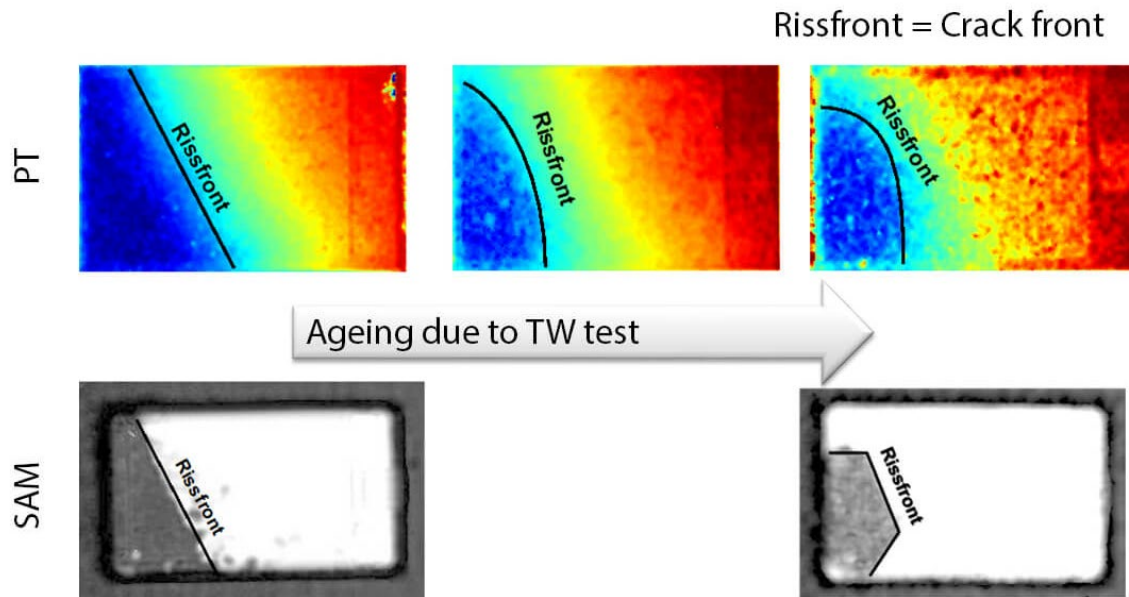 Rissfront = Crack front
PT
Rissfront
Rissfront
Rissfront
Ageing due to TW test
SAM
Rissfront
Rissfront